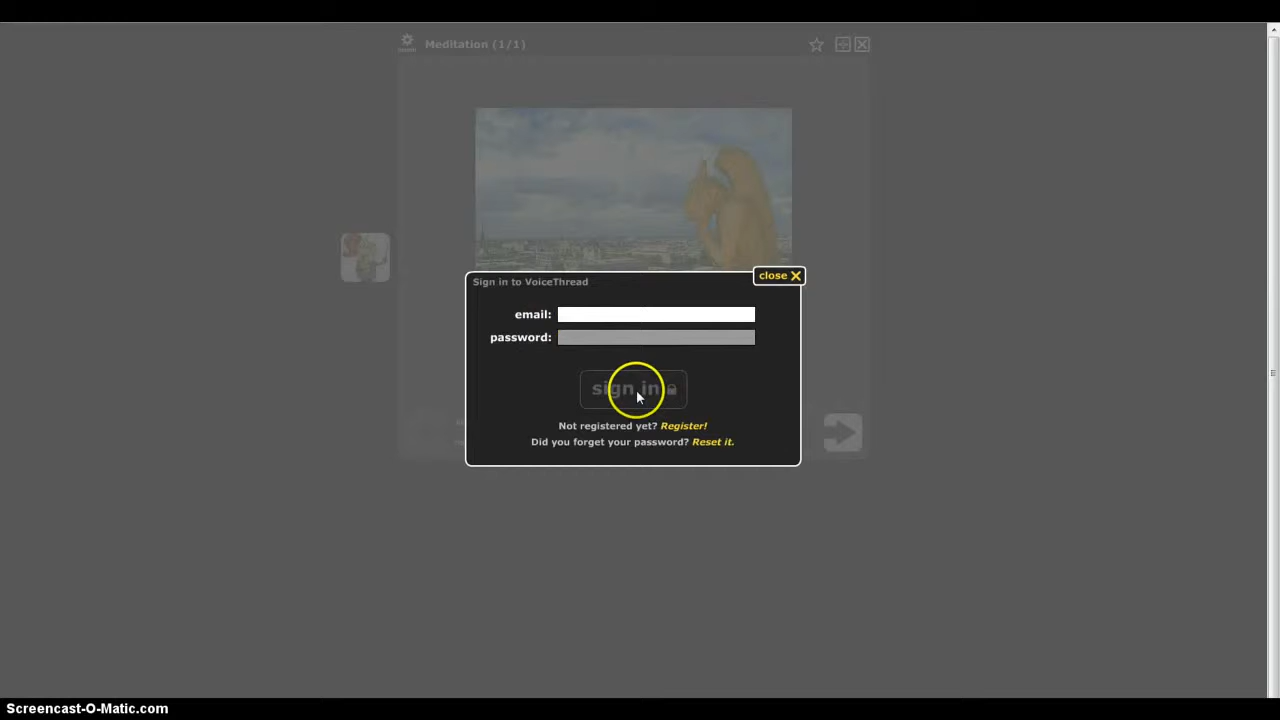 Meditation (1/1)
close X
Sign in to VoiceThread
email:
password:
sign in
Not registered yet? Register!
Did you forget your password? Reset it.
Screencast-O-Matic.com